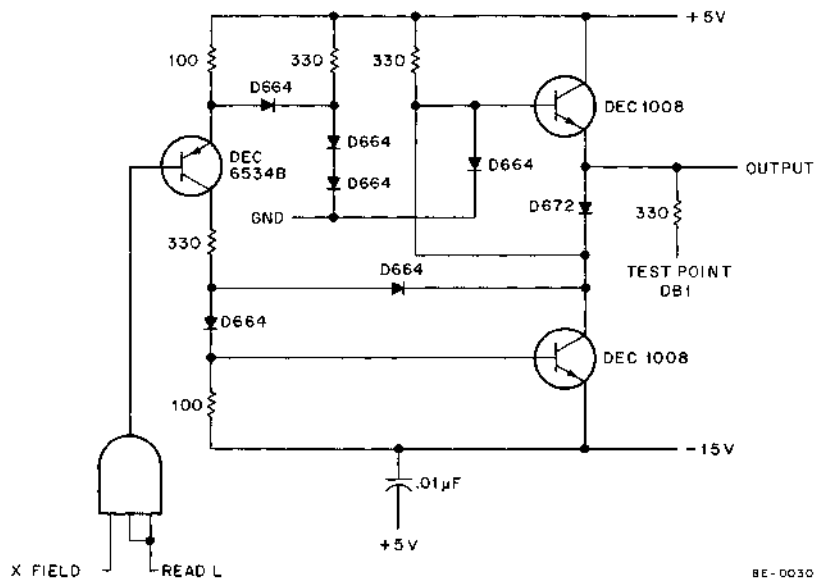 +5V
100
330
330
D664
DEC 1008
DEC
6534B
D664
D664
D664
OUTPUT
GND
D672
330
330
D664
TEST POINT
DB1
D664
DEC 1008
100
-15V
.01µF
+5V
X FIELD
READ L
BE-0030